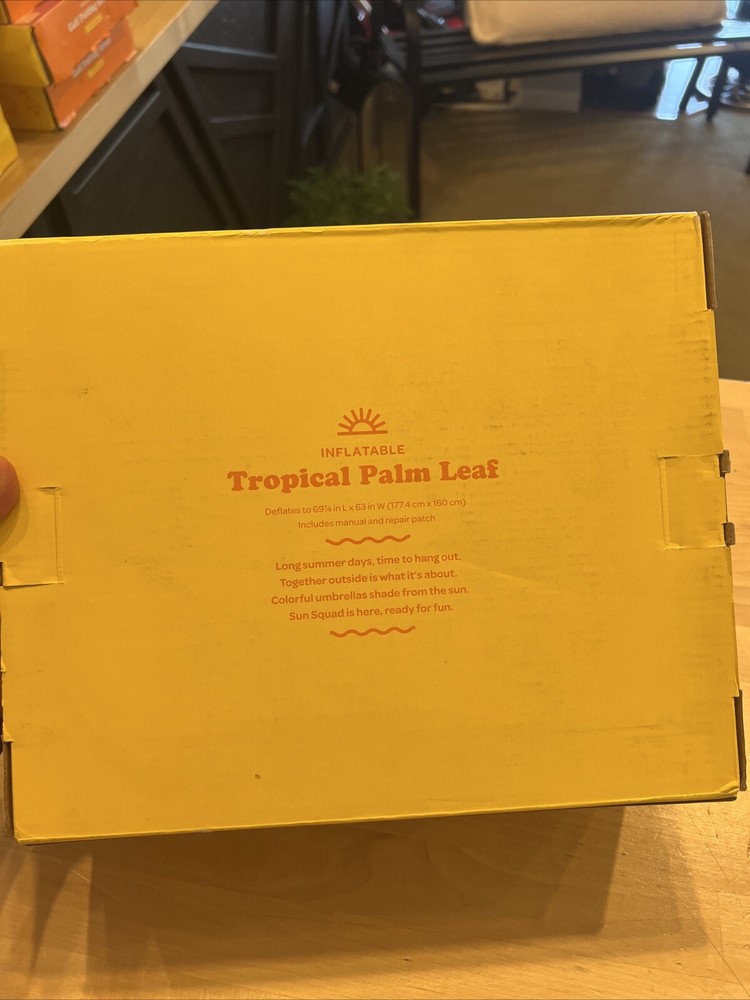 INFLATABLE
Tropical Palm Leaf
Deflates to 69⅞ in L x 63 in W (177.4 cm x 160 cm)
Includes manual and repair patch
Long summer days, time to hang out.
Together outside is what it's about.
Colorful umbrellas shade from the sun.
Sun Squad is here, ready for fun.